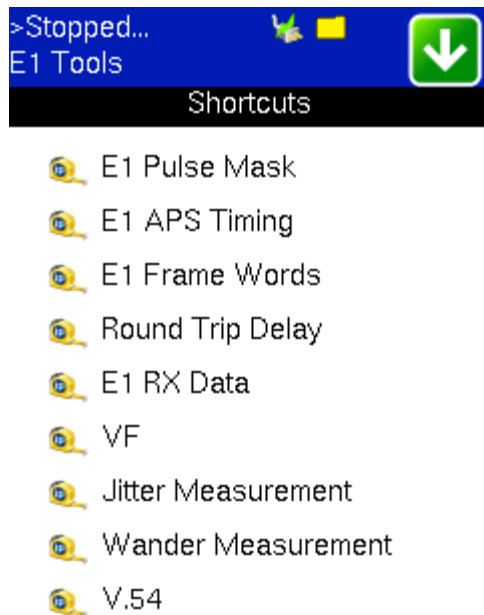 >Stopped...
E1 Tools
Shortcuts
E1 Pulse Mask
E1 APS Timing
E1 Frame Words
Round Trip Delay
E1 RX Data
VF
Jitter Measurement
Wander Measurement
V.54